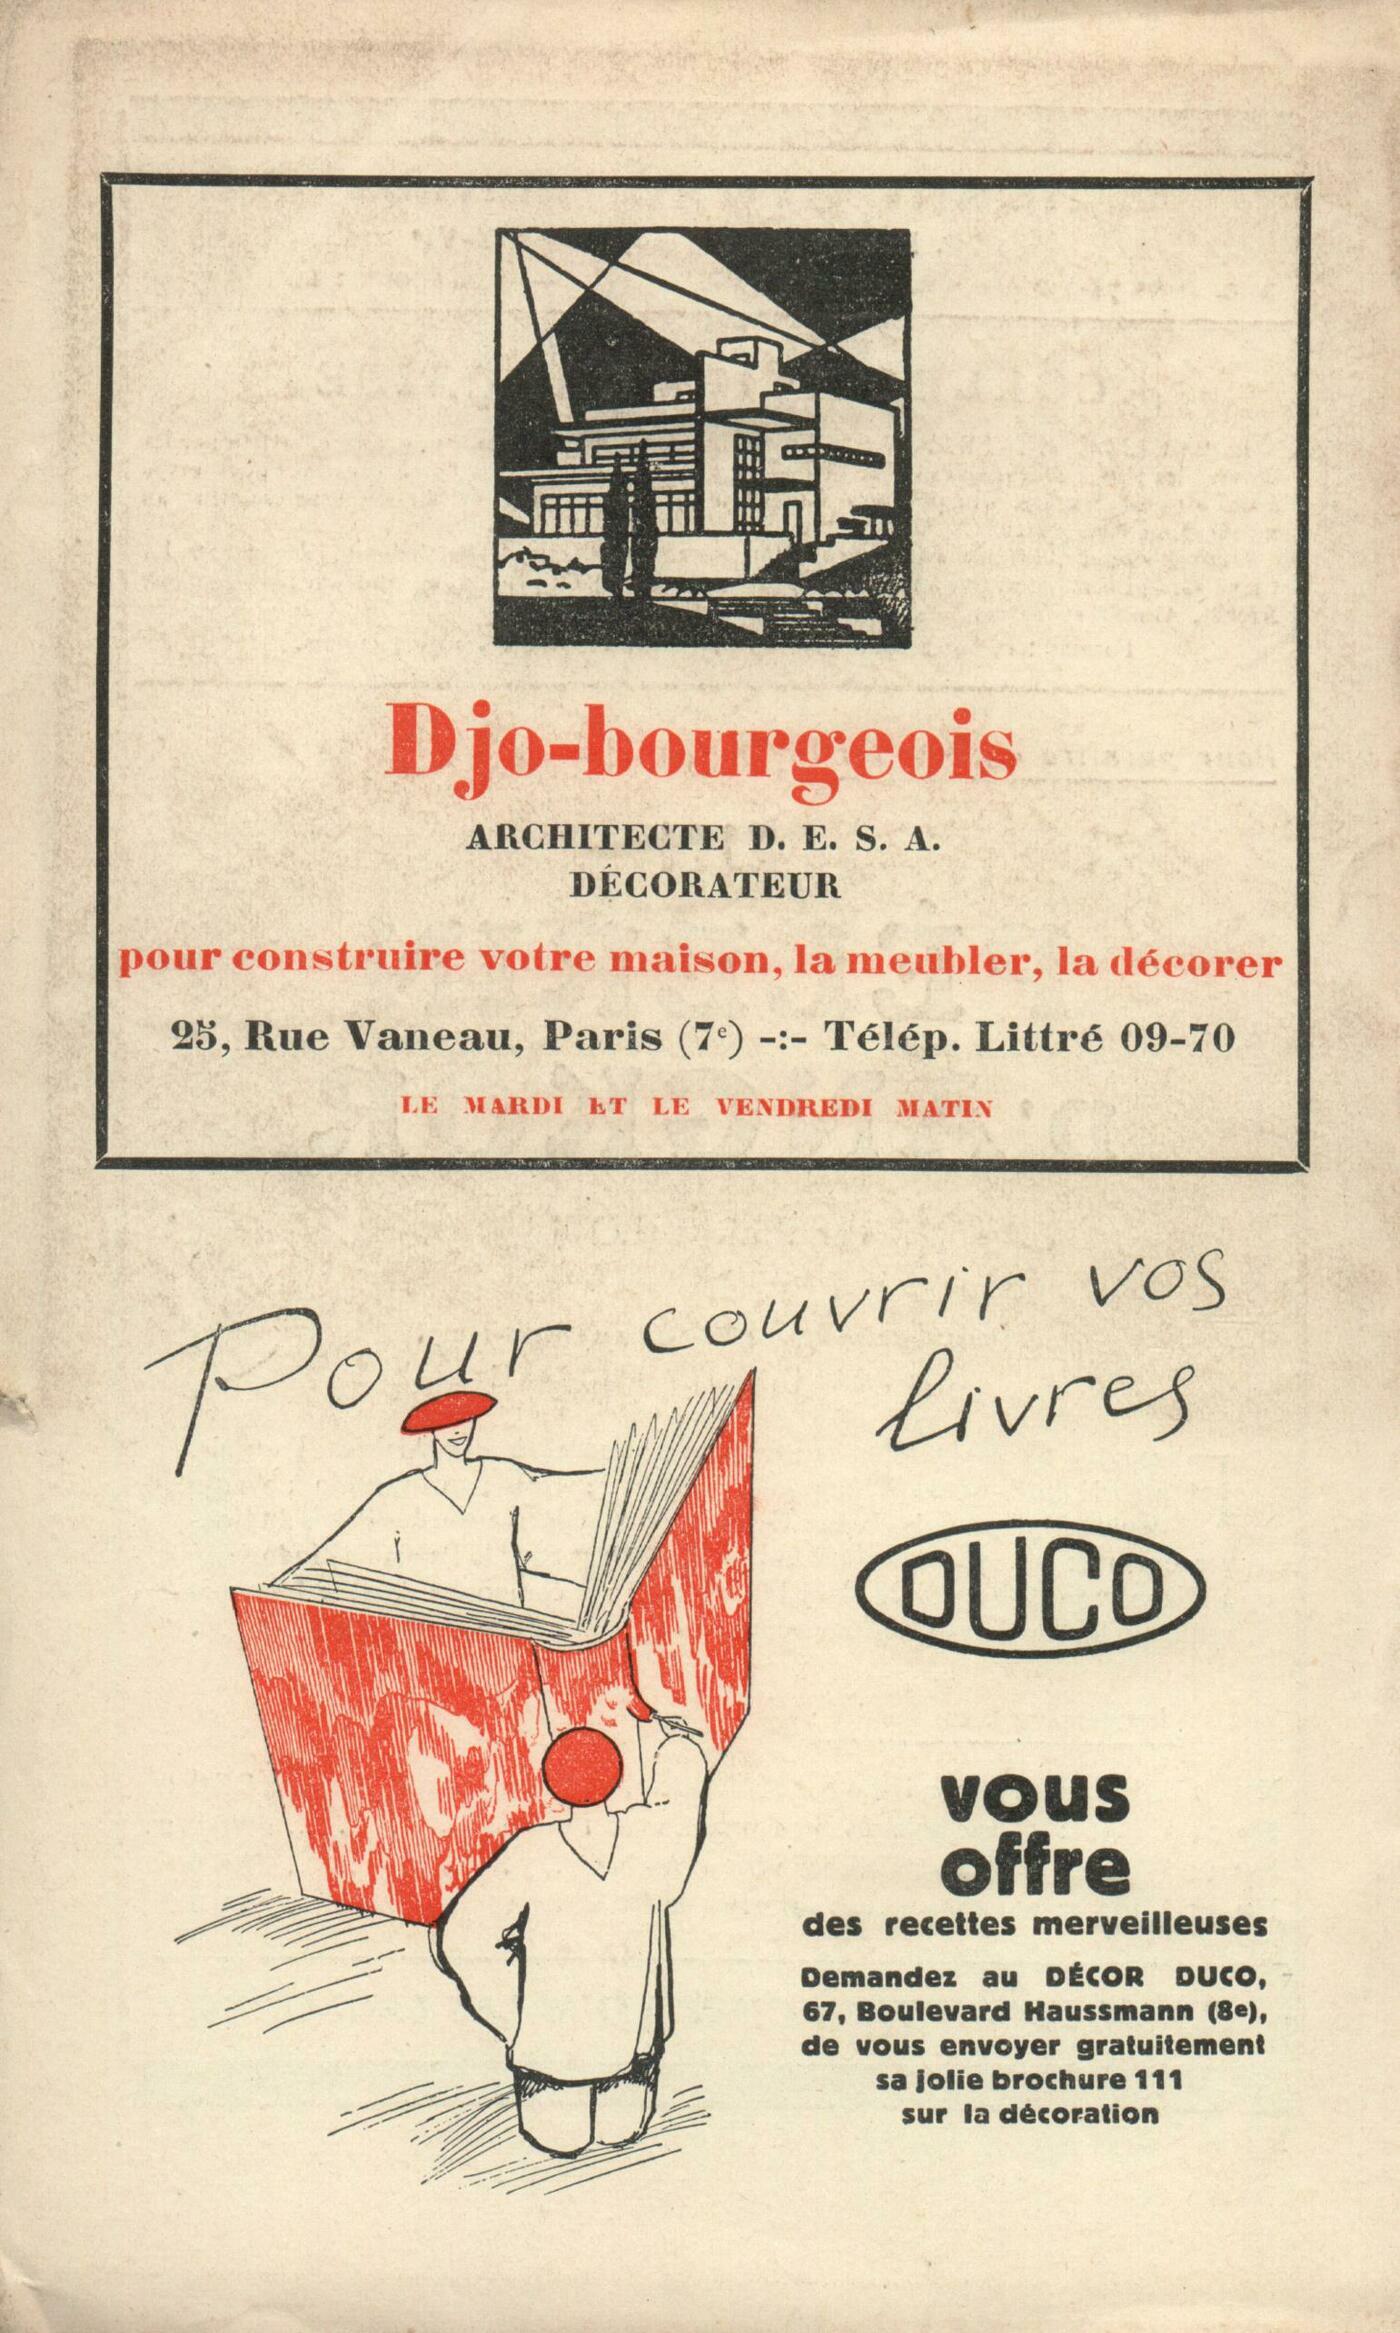 Djo-bourgeois
ARCHITECTE D. E. S. A.
DÉCORATEUR
pour construire votre maison, la meubler, la décorer
25, Rue Vaneau, Paris (7e) -:- Télép. Littré 09-70
LE MARDI ET LE VENDREDI MATIN
Pour couvrir vos
livres
DUCO
vous
offre
des recettes merveilleuses
Demandez au DÉCOR DUCO,
67, Boulevard Haussmann (8e),
de vous envoyer gratuitement
sa jolie brochure 111
sur la décoration